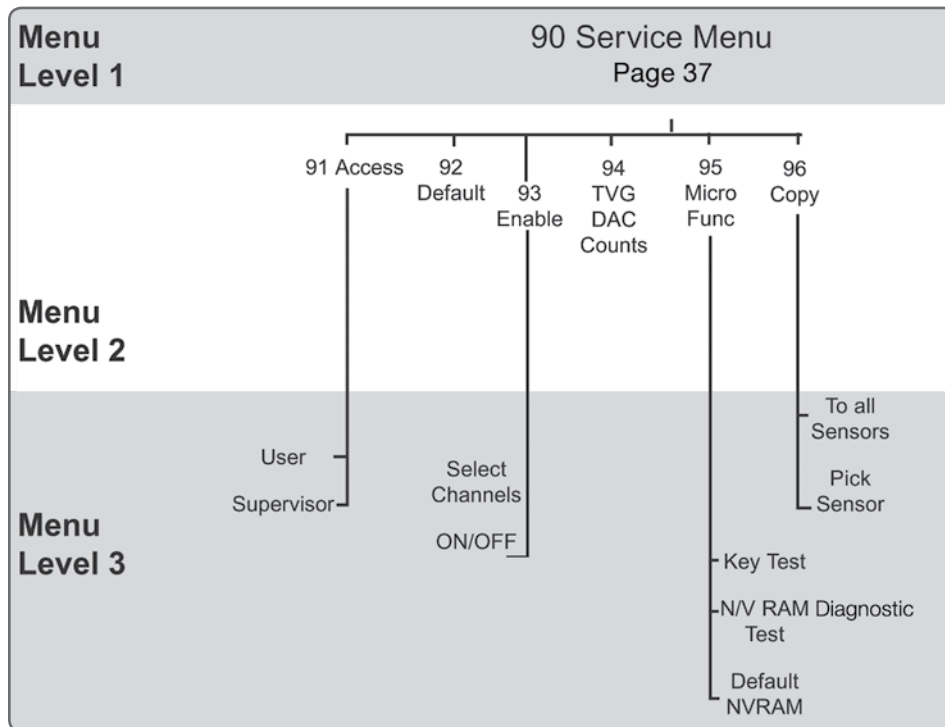 Menu
Level 1
90 Service Menu
Page 37
91 Access
92
Default
93
Enable
94
TVG
DAC
Counts
95
Micro
Func
96
Copy
Menu
Level 2
Menu
Level 3
User
Supervisor
Select
Channels
ON/OFF
Key Test
N/V RAM Diagnostic
Test
Default
NVRAM
To all
Sensors
Pick
Sensor